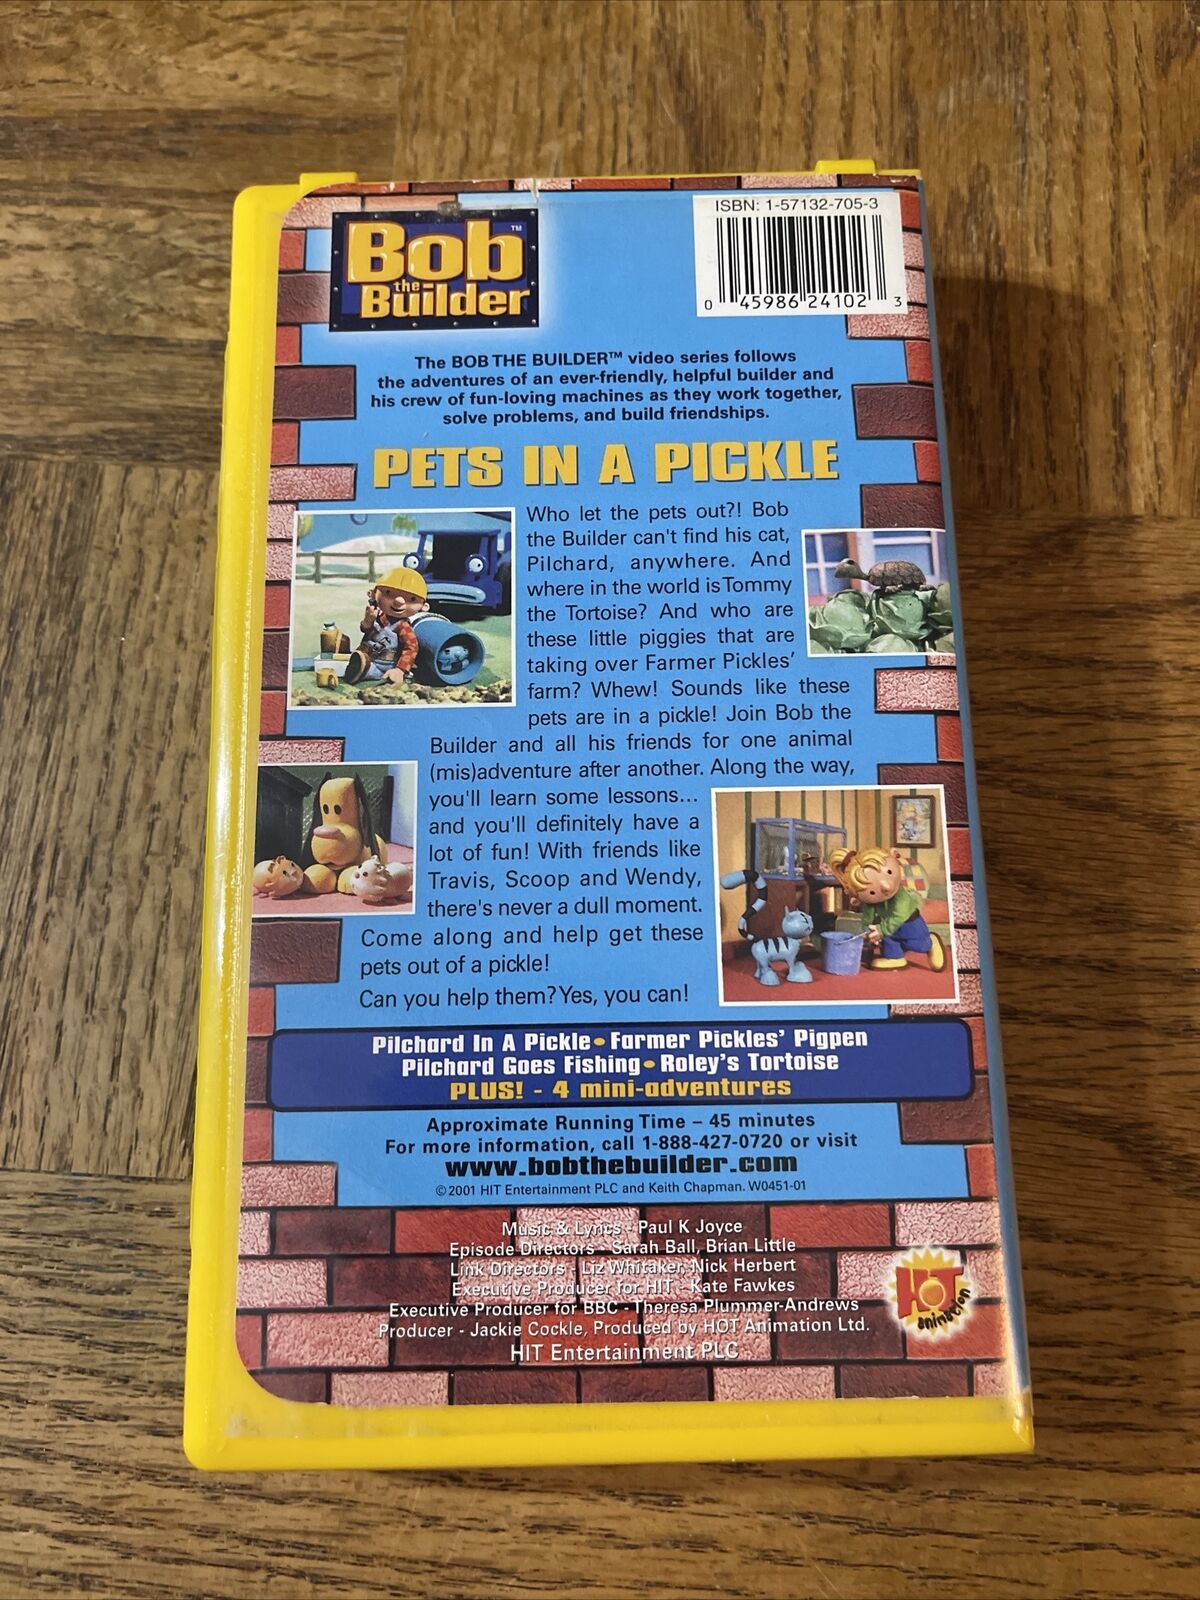 Bob™
the
Builder
ISBN: 1-57132-705-3
0 45986 24102 3
The BOB THE BUILDER™ video series follows
the adventures of an ever-friendly, helpful builder and
his crew of fun-loving machines as they work together,
solve problems, and build friendships.
PETS IN A PICKLE
Who let the pets out?! Bob
the Builder can't find his cat,
Pilchard, anywhere. And
where in the world is Tommy
the Tortoise? And who are
these little piggies that are
taking over Farmer Pickles'
farm? Whew! Sounds like these
pets are in a pickle! Join Bob the
Builder and all his friends for one animal
(mis)adventure after another. Along the way,
you'll learn some lessons...
and you'll definitely have a
lot of fun! With friends like
Travis, Scoop and Wendy,
there's never a dull moment.
Come along and help get these
pets out of a pickle!
Can you help them? Yes, you can!
Pilchard In A Pickle • Farmer Pickles' Pigpen
Pilchard Goes Fishing • Roley's Tortoise
PLUS! - 4 mini-adventures
Approximate Running Time – 45 minutes
For more information, call 1-888-427-0720 or visit
www.bobthebuilder.com
© 2001 HIT Entertainment PLC and Keith Chapman. W0451-01
Music & Lyrics - Paul K Joyce
Episode Directors - Sarah Ball, Brian Little
Link Directors - Liz Whitaker, Nick Herbert
Executive Producer for HIT - Kate Fawkes
Executive Producer for BBC - Theresa Plummer-Andrews
Producer - Jackie Cockle, Produced by HOT Animation Ltd.
HIT Entertainment PLC
HOT
animation